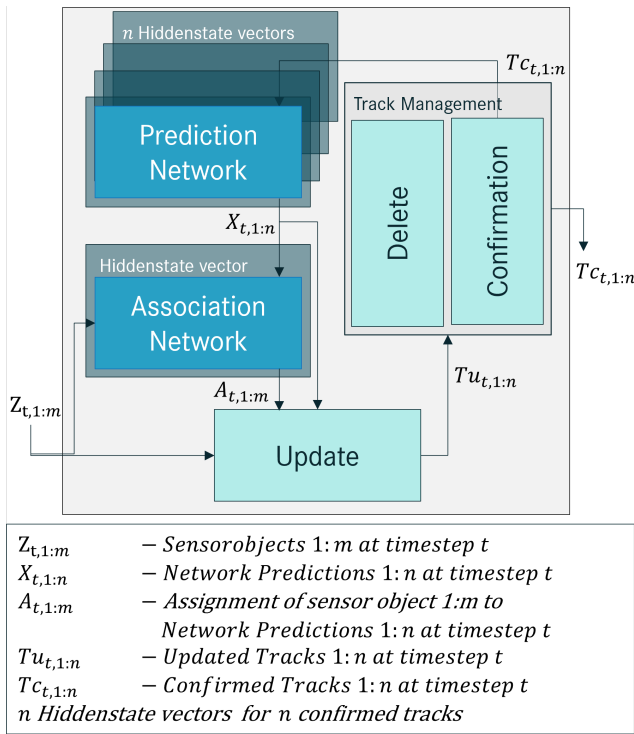 n Hiddenstate vectors
Tc_{t,1:n}
Track Management
Prediction
Network
Delete
Confirmation
X_{t,1:n}
Hiddenstate vector
Tc_{t,1:n}
Association
Network
Tu_{t,1:n}
A_{t,1:m}
Z_{t,1:m}
Update
Z_{t,1:m} – Sensorobjects 1: m at timestep t
X_{t,1:n} – Network Predictions 1: n at timestep t
A_{t,1:m} – Assignment of sensor object 1:m to
Network Predictions 1: n at timestep t
Tu_{t,1:n} – Updated Tracks 1: n at timestep t
Tc_{t,1:n} – Confirmed Tracks 1: n at timestep t
n Hiddenstate vectors for n confirmed tracks